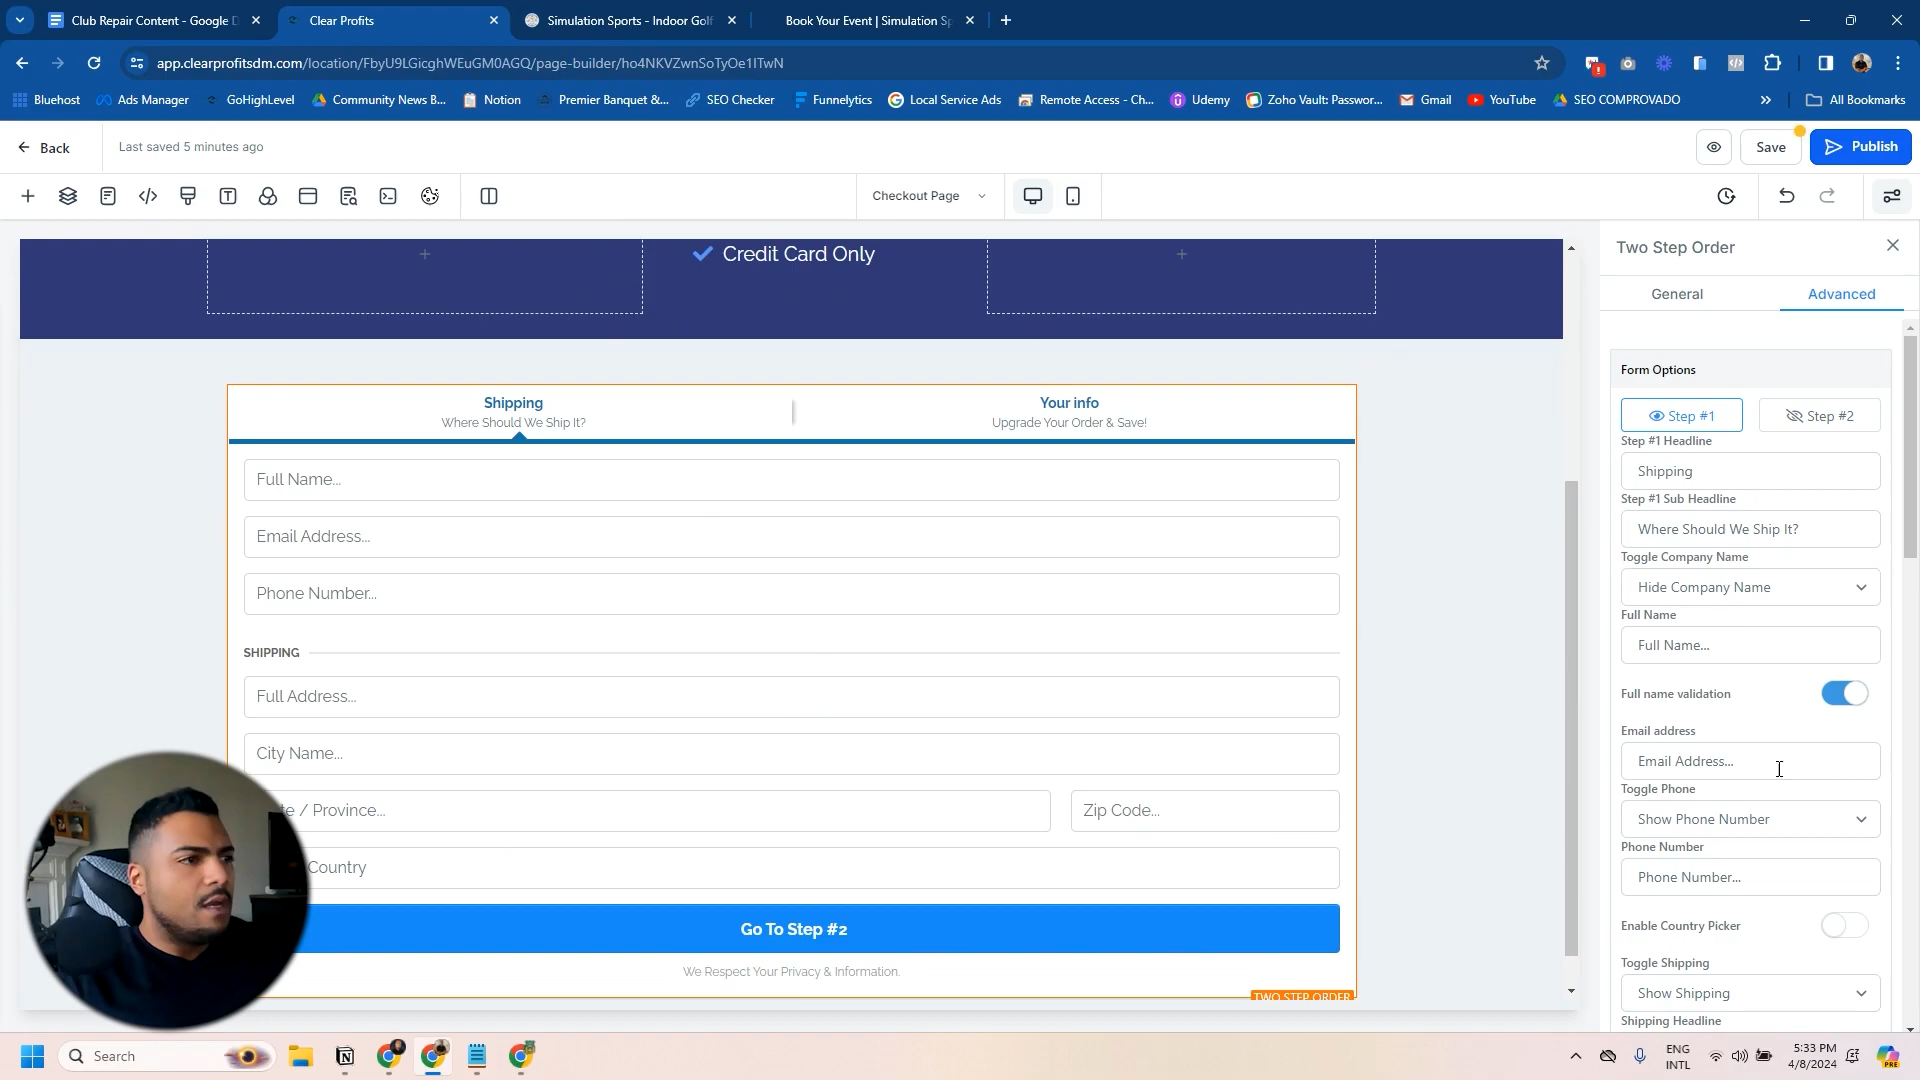 Club Repair Content - Google D
Clear Profits
Simulation Sports - Indoor Golf
Book Your Event | Simulation Sp
app.clearprofitsdm.com/location/FbyU9LGicghWEuGM0AGQ/page-builder/ho4NKVZwnSoTyOe1ITwN
Bluehost
Ads Manager
GoHighLevel
Community News B...
Notion
Premier Banquet &...
SEO Checker
Funnelytics
Local Service Ads
Remote Access - Ch...
Udemy
Zoho Vault: Passwor...
Gmail
YouTube
SEO COMPROVADO
All Bookmarks
Back
Last saved 5 minutes ago
Save
Publish
Checkout Page
Credit Card Only
Shipping
Where Should We Ship It?
Your info
Upgrade Your Order & Save!
Full Name...
Email Address...
Phone Number...
SHIPPING
Full Address...
City Name...
te / Province...
Zip Code...
Country
Go To Step #2
We Respect Your Privacy & Information.
TWO STEP ORDER
Two Step Order
General
Advanced
Form Options
Step #1
Step #2
Step #1 Headline
Shipping
Step #1 Sub Headline
Where Should We Ship It?
Toggle Company Name
Hide Company Name
Full Name
Full Name...
Full name validation
Email address
Email Address...
Toggle Phone
Show Phone Number
Phone Number
Phone Number...
Enable Country Picker
Toggle Shipping
Show Shipping
Shipping Headline
Search
ENG
INTL
5:33 PM
4/8/2024
PRE